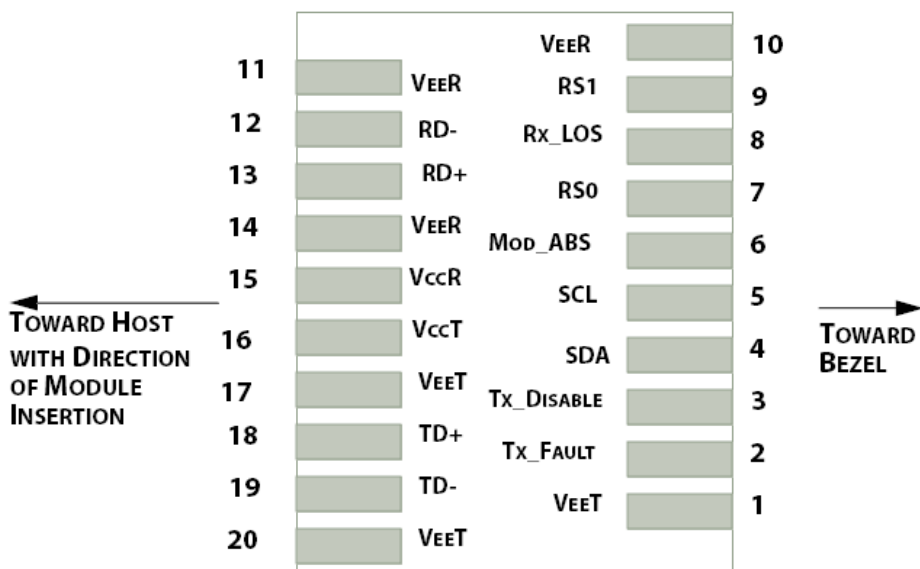 11 VEER
12 RD-
13 RD+
14 VEER
15 VCCR
16 VCCT
17 VEET
18 TD+
19 TD-
20 VEET
VEER 10
RS1 9
RX_LOS 8
RS0 7
MOD_ABS 6
SCL 5
SDA 4
TX_DISABLE 3
TX_FAULT 2
VEET 1
TOWARD HOST
WITH DIRECTION
OF MODULE
INSERTION
TOWARD
BEZEL